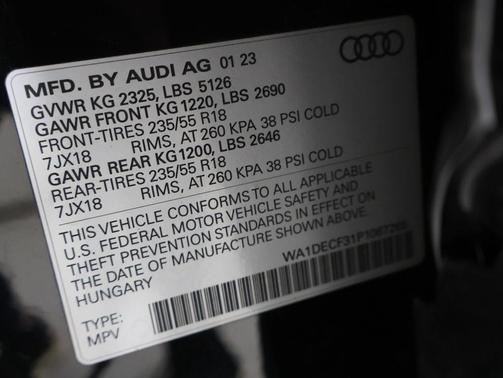 MFD. BY AUDI AG 01 23
GVWR KG 2325, LBS 5126
GAWR FRONT KG 1220, LBS 2690
FRONT-TIRES 235/55 R18
7JX18 RIMS, AT 260 KPA 38 PSI COLD
GAWR REAR KG1200, LBS 2646
REAR-TIRES 235/55 R18
7JX18 RIMS, AT 260 KPA 38 PSI COLD
THIS VEHICLE CONFORMS TO ALL APPLICABLE
U.S. FEDERAL MOTOR VEHICLE SAFETY AND
THEFT PREVENTION STANDARDS IN EFFECT ON
THE DATE OF MANUFACTURE SHOWN ABOVE.
HUNGARY
TYPE:
MPV